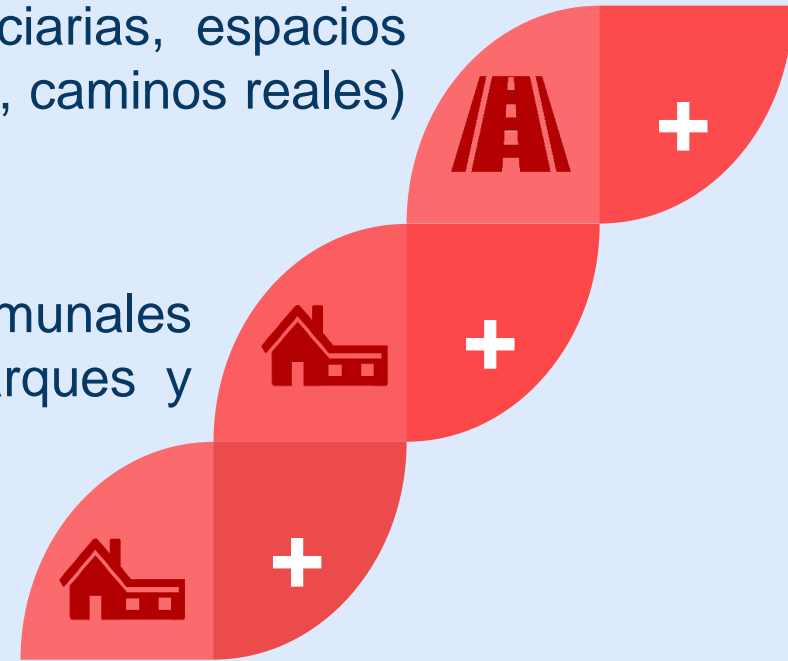 ciarias, espacios
, caminos reales)
munales
rques y
+
+
+